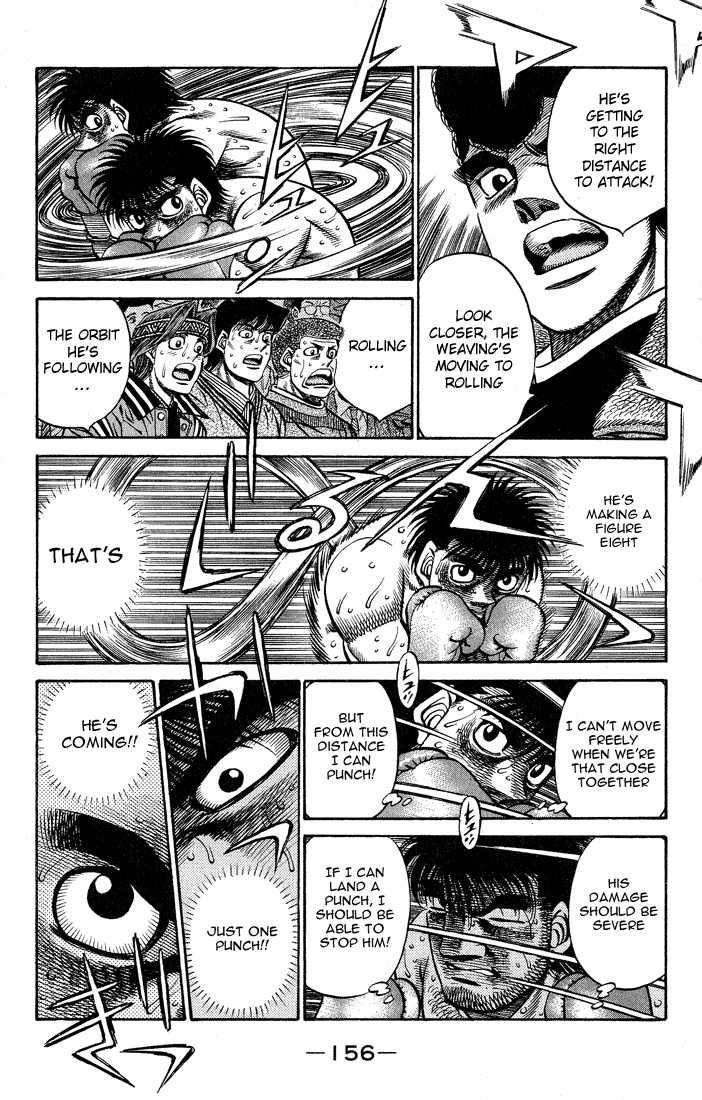 HE'S
GETTING
TO THE
RIGHT
DISTANCE
TO ATTACK!
LOOK
CLOSER, THE
WEAVING'S
MOVING TO
ROLLING
ROLLING
...
THE ORBIT
HE'S
FOLLOWING
...
HE'S
MAKING A
FIGURE
EIGHT
THAT'S
I CAN'T MOVE
FREELY
WHEN WE'RE
THAT CLOSE
TOGETHER
BUT
FROM THIS
DISTANCE
I CAN
PUNCH!
HIS
DAMAGE
SHOULD BE
SEVERE
IF I CAN
LAND A
PUNCH, I
SHOULD BE
ABLE TO
STOP HIM!
JUST ONE
PUNCH!!
HE'S
COMING!!
—156—